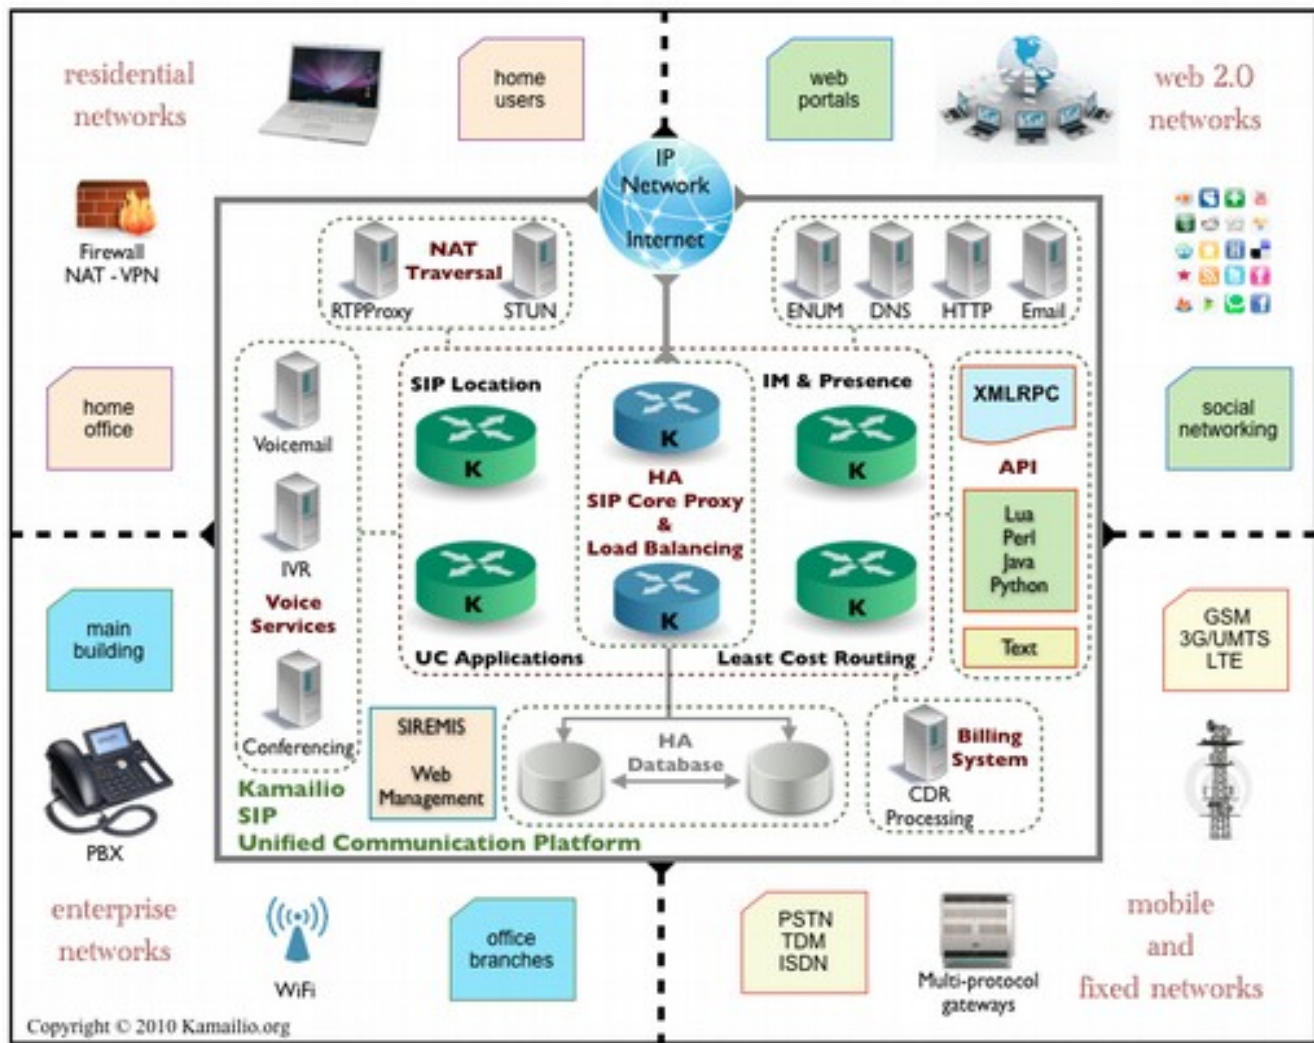 residential
networks
home
users
web
portals
web 2.0
networks
IP
Network
Internet
Firewall
NAT - VPN
NAT
Traversal
RTPProxy
STUN
ENUM
DNS
HTTP
Email
home
office
social
networking
Voicemail
IVR
Voice
Services
Conferencing
SIP Location
K
IM & Presence
K
K
HA
SIP Core Proxy
&
Load Balancing
K
K
UC Applications
K
Least Cost Routing
XMLRPC
API
Lua
Perl
Java
Python
Text
main
building
GSM
3G/UMTS
LTE
SIREMIS
Web
Management
HA
Database
Billing
System
CDR
Processing
Kamailio
SIP
Unified Communication Platform
PBX
enterprise
networks
WiFi
office
branches
PSTN
TDM
ISDN
Multi-protocol
gateways
mobile
and
fixed networks
Copyright © 2010 Kamailio.org